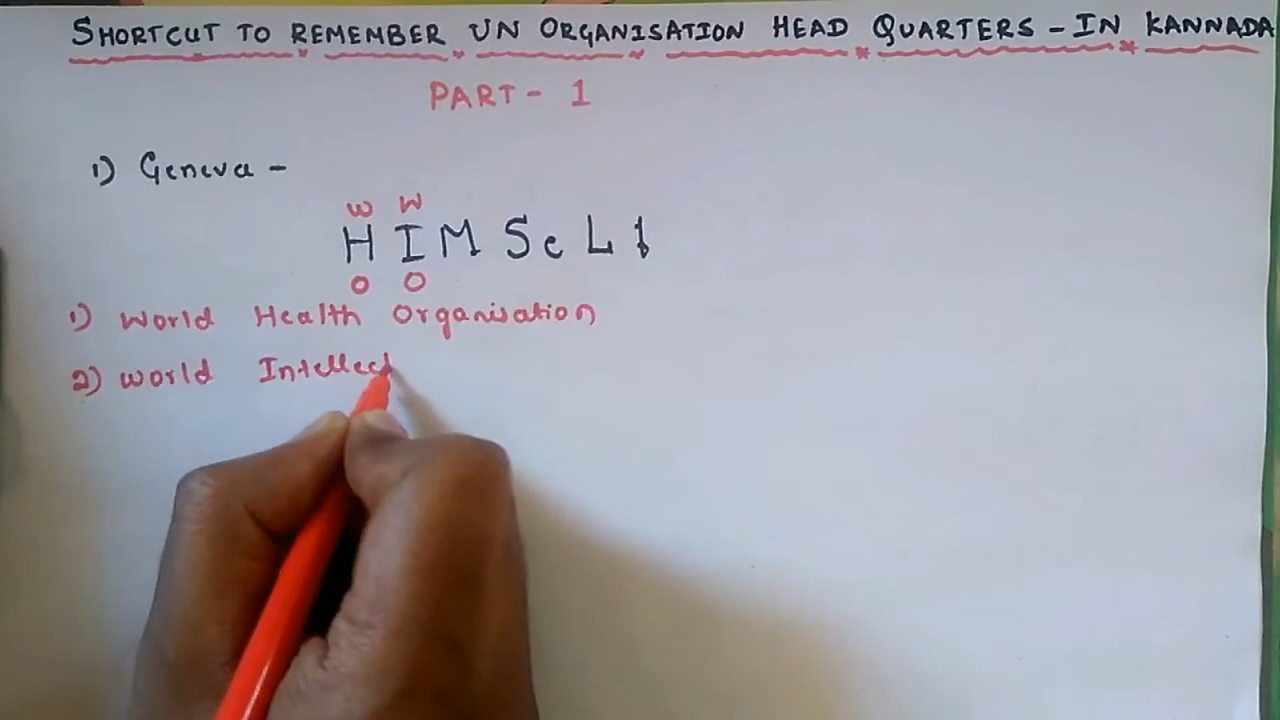 SHORTCUT TO REMEMBER UN ORGANISATION HEAD QUARTERS - IN KANNADA
PART - 1
1) Geneva -
W W
H I M S c L
O O
1) World Health Organisation
2) World Intellect